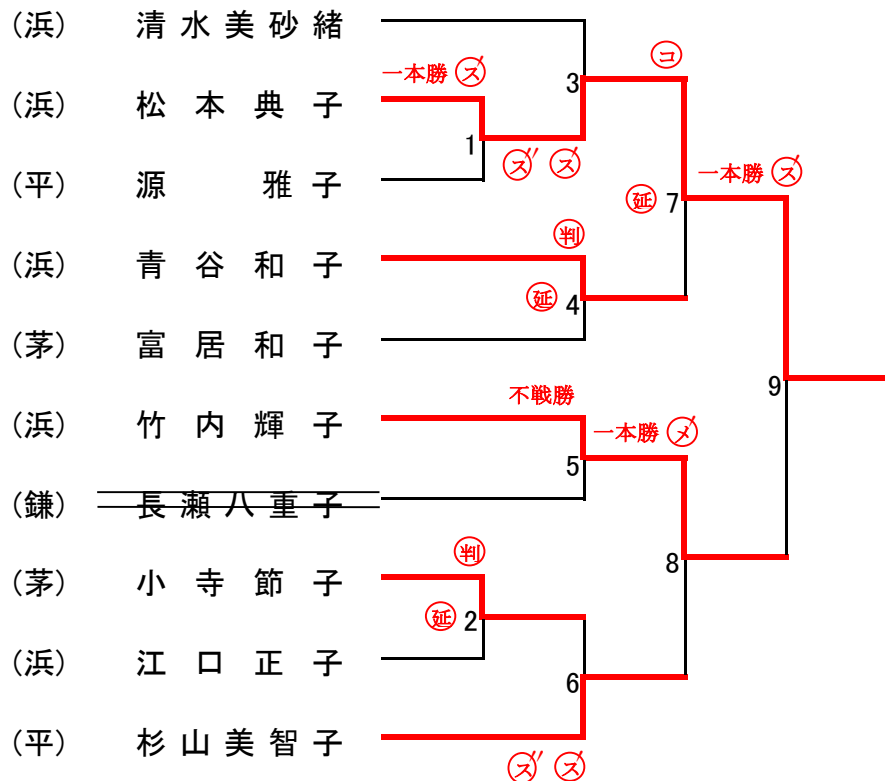 (浜) 清水美砂緒
3
㋙
一本勝 ㋜
(浜) 松本典子
1
㋜ ㋜
(平) 源 雅子
一本勝 ㋜
延 7
判
(浜) 青谷和子
延 4
(茅) 富居和子
9
不戦勝
(浜) 竹内輝子
一本勝 ㋱
5
(鎌) 長瀬八重子
判
8
(茅) 小寺節子
延 2
(浜) 江口正子
6
(平) 杉山美智子
㋜ ㋜